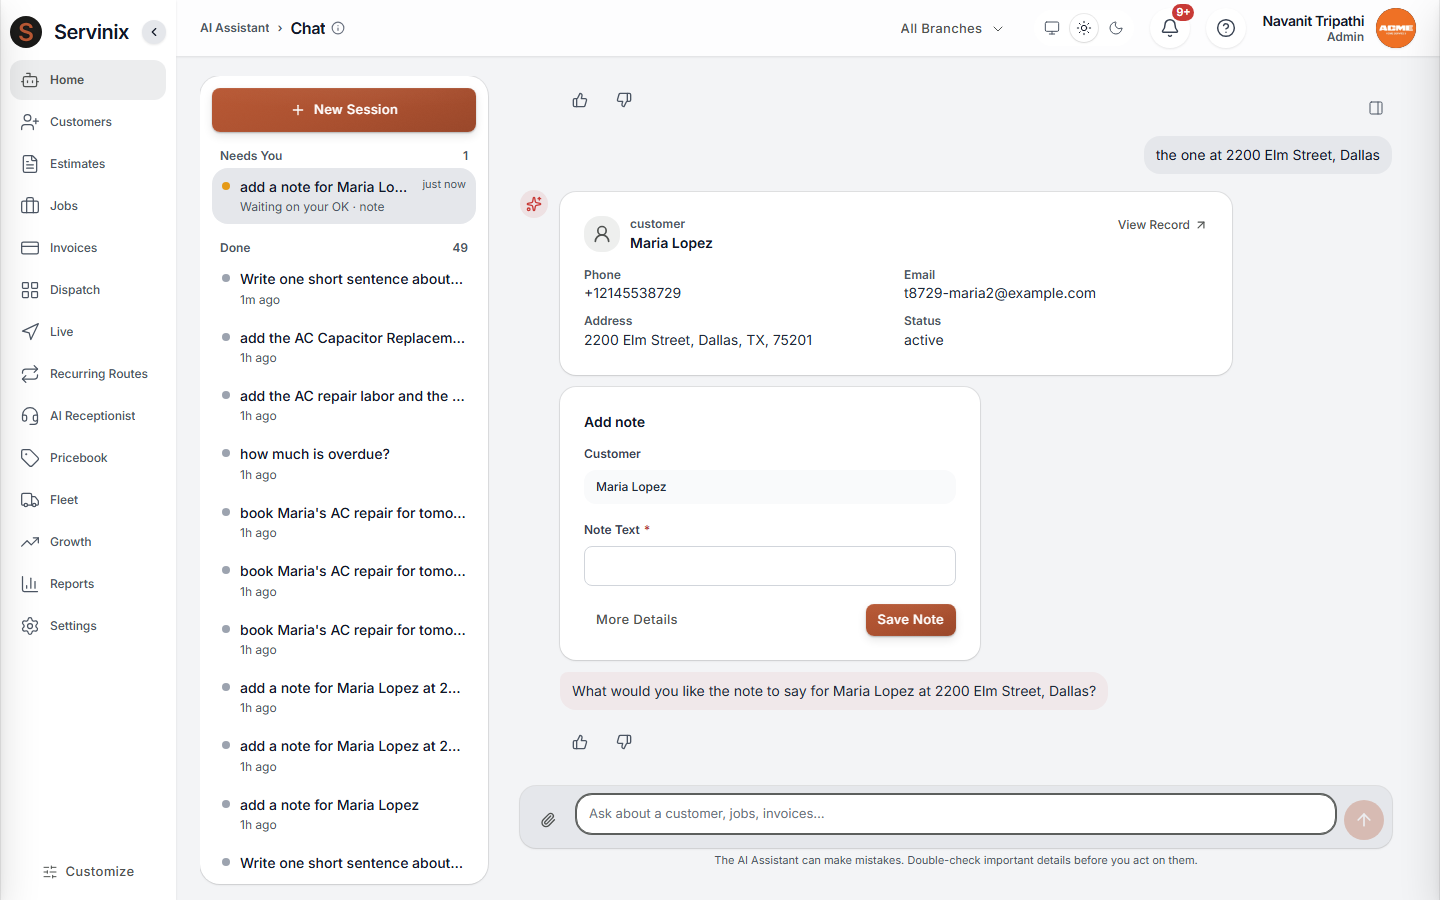 S
Servinix
Home
Customers
Estimates
Jobs
Invoices
Dispatch
Live
Recurring Routes
AI Receptionist
Pricebook
Fleet
Growth
Reports
Settings
Customize
AI Assistant › Chat
All Branches
9+
Navanit Tripathi
Admin
ACME
+ New Session
Needs You 1
add a note for Maria Lo... just now
Waiting on your OK · note
Done 49
Write one short sentence about...
1m ago
add the AC Capacitor Replacem...
1h ago
add the AC repair labor and the ...
1h ago
how much is overdue?
1h ago
book Maria's AC repair for tomo...
1h ago
book Maria's AC repair for tomo...
1h ago
book Maria's AC repair for tomo...
1h ago
add a note for Maria Lopez at 2...
1h ago
add a note for Maria Lopez at 2...
1h ago
add a note for Maria Lopez
1h ago
Write one short sentence about...
the one at 2200 Elm Street, Dallas
customer
Maria Lopez
View Record
Phone
+12145538729
Email
t8729-maria2@example.com
Address
2200 Elm Street, Dallas, TX, 75201
Status
active
Add note
Customer
Maria Lopez
Note Text *
More Details
Save Note
What would you like the note to say for Maria Lopez at 2200 Elm Street, Dallas?
Ask about a customer, jobs, invoices...
The AI Assistant can make mistakes. Double-check important details before you act on them.